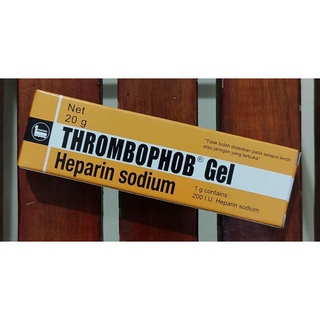 Net
20 g
THROMBOPHOB® Gel
Heparin sodium
"Tidak boleh dioleskan pada selaput lendir
atau jaringan yang terbuka"
1 g contains :
200 I.U. Heparin sodium